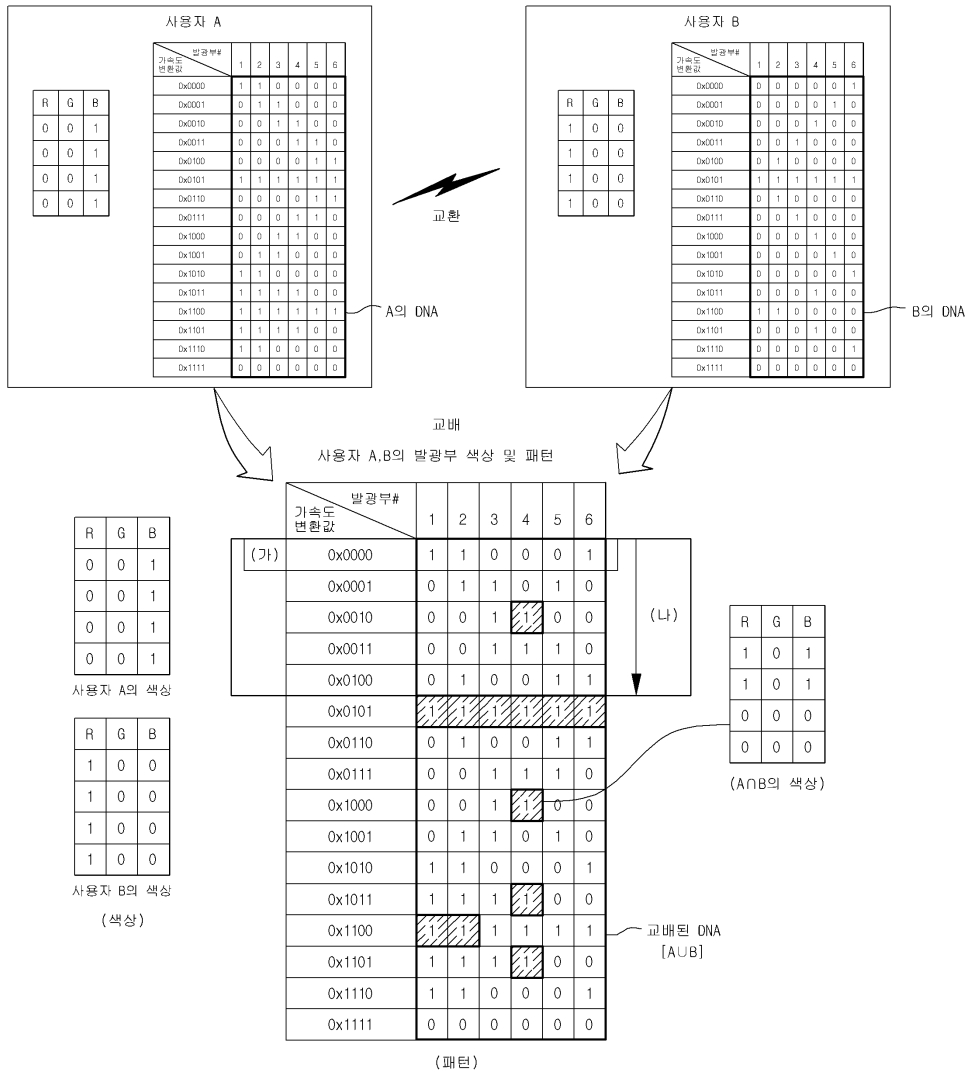 사용자 A
발광부#
가속도
변환값
1 2 3 4 5 6
0x0000 1 1 0 0 0 0
0x0001 0 1 1 0 0 0
0x0010 0 0 1 1 0 0
0x0011 0 0 0 1 1 0
0x0100 0 0 0 0 1 1
0x0101 1 1 1 1 1 1
0x0110 0 0 0 0 1 1
0x0111 0 0 0 1 1 0
0x1000 0 0 1 1 0 0
0x1001 0 1 1 0 0 0
0x1010 1 1 0 0 0 0
0x1011 1 1 1 1 0 0
0x1100 1 1 1 1 1 1
0x1101 1 1 1 1 0 0
0x1110 1 1 0 0 0 0
0x1111 0 0 0 0 0 0
R G B
0 0 1
0 0 1
0 0 1
0 0 1
A의 DNA
교환
사용자 B
발광부#
가속도
변환값
1 2 3 4 5 6
0x0000 0 0 0 0 0 1
0x0001 0 0 0 0 1 0
0x0010 0 0 0 1 0 0
0x0011 0 0 1 0 0 0
0x0100 0 1 0 0 0 0
0x0101 1 1 1 1 1 1
0x0110 0 1 0 0 0 0
0x0111 0 0 1 0 0 0
0x1000 0 0 0 1 0 0
0x1001 0 0 0 0 1 0
0x1010 0 0 0 0 0 1
0x1011 0 0 0 1 0 0
0x1100 1 1 0 0 0 0
0x1101 0 0 0 1 0 0
0x1110 0 0 0 0 0 1
0x1111 0 0 0 0 0 0
R G B
1 0 0
1 0 0
1 0 0
1 0 0
B의 DNA
교배
사용자 A,B의 발광부 색상 및 패턴
발광부#
가속도
변환값
1 2 3 4 5 6
(가) 0x0000 1 1 0 0 0 1
0x0001 0 1 1 0 1 0
0x0010 0 0 1 1 0 0
0x0011 0 0 1 1 1 0
0x0100 0 1 0 0 1 1
0x0101 1 1 1 1 1 1
0x0110 0 1 0 0 1 1
0x0111 0 0 1 1 1 0
0x1000 0 0 1 1 0 0
0x1001 0 1 1 0 1 0
0x1010 1 1 0 0 0 1
0x1011 1 1 1 1 0 0
0x1100 1 1 1 1 1 1
0x1101 1 1 1 1 0 0
0x1110 1 1 0 0 0 1
0x1111 0 0 0 0 0 0
(패턴)
(나)
R G B
0 0 1
0 0 1
0 0 1
0 0 1
사용자 A의 색상
R G B
1 0 0
1 0 0
1 0 0
1 0 0
사용자 B의 색상
(색상)
R G B
1 0 1
1 0 1
0 0 0
0 0 0
(A∩B의 색상)
교배된 DNA
[A∪B]